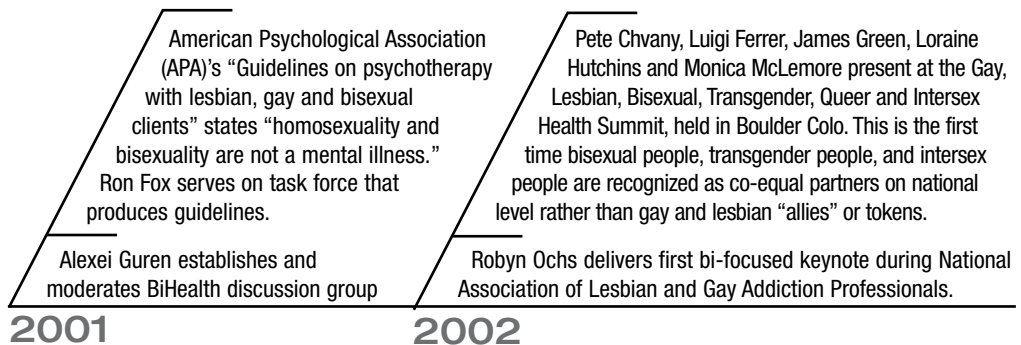 American Psychological Association
(APA)’s “Guidelines on psychotherapy
with lesbian, gay and bisexual
clients” states “homosexuality and
bisexuality are not a mental illness.”
Ron Fox serves on task force that
produces guidelines.
Alexei Guren establishes and
moderates BiHealth discussion group
2001
Pete Chvany, Luigi Ferrer, James Green, Loraine
Hutchins and Monica McLemore present at the Gay,
Lesbian, Bisexual, Transgender, Queer and Intersex
Health Summit, held in Boulder Colo. This is the first
time bisexual people, transgender people, and intersex
people are recognized as co-equal partners on national
level rather than gay and lesbian “allies” or tokens.
Robyn Ochs delivers first bi-focused keynote during National
Association of Lesbian and Gay Addiction Professionals.
2002